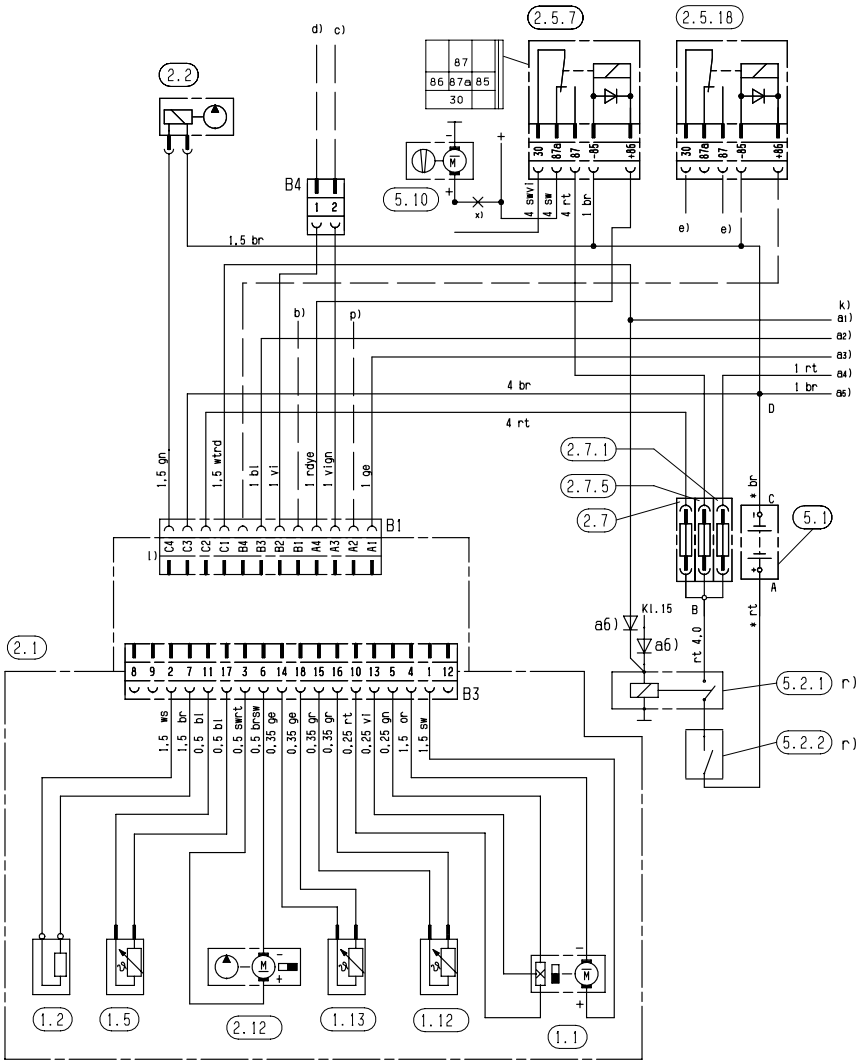 2.5.7
2.5.18
d) c)
2.2
87
86 87a 85
30
30 87a 87 -85 +86
30 87a 87 -85 +86
- M +
+
5.10
x)
4 swvi
4 sw
4 rt
1 br
e) e)
B4
1 2
1,5 br
b) p)
k)
a1)
a2)
a3)
1 rt a4)
4 br
1 br a5)
D
4 rt
1,5 gn
1,5 wtrd
1 bl
1 vi
1 rdye
1 vign
1 ge
2.7.1
2.7.5
2.7
* br
C
-
+
5.1
A
B1
l)
C4 C3 C2 C1 B4 B3 B2 B1 A4 A3 A2 A1
* rt
B
rt 4,0
Kl.15
a6)
a6)
2.1
8 9 2 7 11 17 3 6 14 18 15 16 10 13 5 4 1 12
B3
5.2.1 r)
5.2.2 r)
1,5 ws
1,5 br
0,5 bl
0,5 bl
0,5 swrt
0,5 brsw
0,35 ge
0,35 ge
0,35 gr
0,35 gr
0,25 rt
0,25 vi
0,25 gn
1,5 or
1,5 sw
ϑ
- M +
ϑ
ϑ
- M +
1.2
1.5
2.12
1.13
1.12
1.1